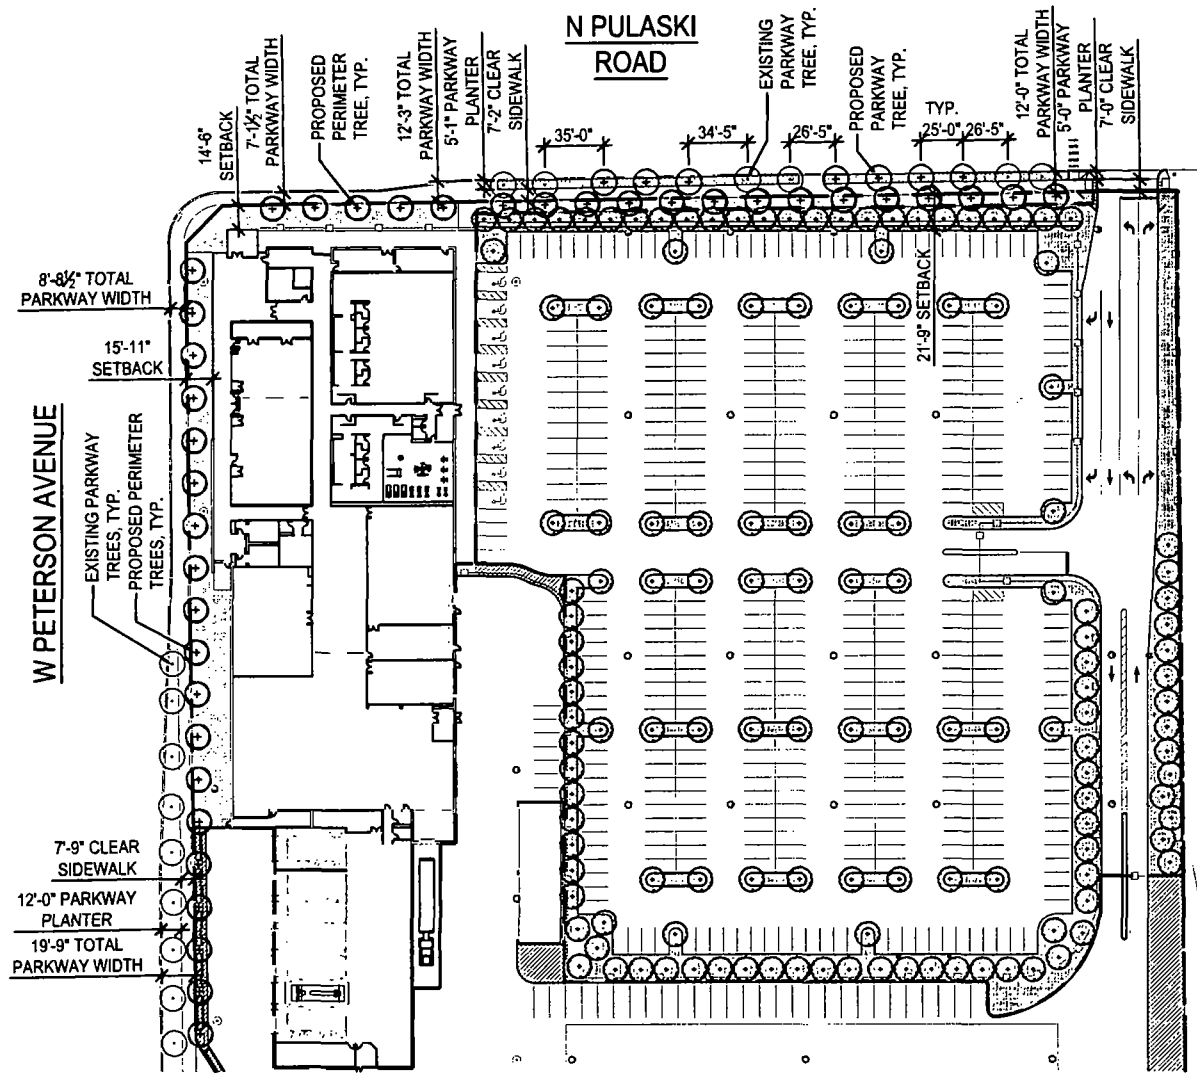 N PULASKI
ROAD
14'-6"
SETBACK
7'-1½" TOTAL
PARKWAY WIDTH
PROPOSED
PERIMETER
TREE, TYP.
12'-3" TOTAL
PARKWAY WIDTH
5'-1" PARKWAY
PLANTER
7'-2" CLEAR
SIDEWALK
35'-0"
34'-5"
EXISTING
PARKWAY
TREE, TYP.
26'-5"
PROPOSED
PARKWAY
TREE, TYP.
TYP.
25'-0"
26'-5"
12'-0" TOTAL
PARKWAY WIDTH
5'-0" PARKWAY
PLANTER
7'-0" CLEAR
SIDEWALK
8'-8½" TOTAL
PARKWAY WIDTH
15'-11"
SETBACK
21'-9" SETBACK
W PETERSON AVENUE
EXISTING PARKWAY
TREES, TYP.
PROPOSED PERIMETER
TREES, TYP.
7'-9" CLEAR
SIDEWALK
12'-0" PARKWAY
PLANTER
19'-9" TOTAL
PARKWAY WIDTH